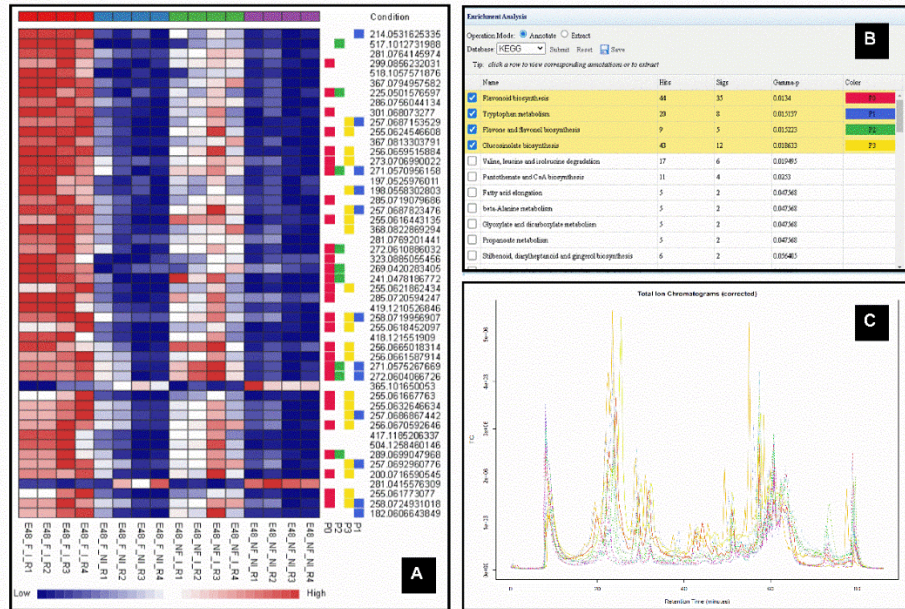 Condition
214.0531625335
517.1012731988
281.0764145974
299.0856232031
518.1057571876
367.0794957582
225.0501576597
286.0756044134
301.068073277
257.0687153529
255.0624546608
367.0813303791
256.0659515884
273.0706990022
271.0570956158
197.0525976011
198.0558302803
285.0719079686
257.0687823476
255.0616443135
368.0822869294
281.0769201441
272.0610886032
323.0885055456
269.0420283405
241.0478186772
255.0621862434
285.0720594247
419.1210526846
258.0719956907
255.0618452097
418.121551909
256.0665018314
256.0661587914
271.0575267669
272.0604066726
365.101650053
255.061667763
255.0632646634
257.0686867442
256.0670592646
417.1185206337
504.1258460146
289.0699047968
257.0692960776
200.0716590545
281.0415576309
255.061773077
258.0724931018
182.0606643849
E48_F_I_R1
E48_F_I_R2
E48_F_I_R3
E48_F_I_R4
E48_F_NI_R1
E48_F_NI_R2
E48_F_NI_R3
E48_F_NI_R4
E48_NF_I_R1
E48_NF_I_R2
E48_NF_I_R3
E48_NF_I_R4
E48_NF_NI_R1
E48_NF_NI_R2
E48_NF_NI_R3
E48_NF_NI_R4
P0
P2
P3
P1
Low High
A
Enrichment Analysis
B
Operation Mode: Annotate Extract
Database: KEGG Submit Reset Save
Tip: click a row to view corresponding annotations or to extract
Name Hits Sigs Gamma-p Color
Flavonoid biosynthesis 44 35 0.0134 P0
Tryptophan metabolism 20 8 0.015137 P1
Flavone and flavonol biosynthesis 9 5 0.015223 P2
Glucosinolate biosynthesis 43 12 0.018633 P3
Valine, leucine and isoleucine degradation 17 6 0.019495
Pantothenate and CoA biosynthesis 11 4 0.0253
Fatty acid elongation 5 2 0.047568
beta-Alanine metabolism 5 2 0.047568
Glyoxylate and dicarboxylate metabolism 5 2 0.047568
Propanoate metabolism 5 2 0.047568
Stilbenoid, diarylheptanoid and gingerol biosynthesis 6 2 0.056405
Total Ion Chromatograms (corrected)
C
Retention Time (minutes)